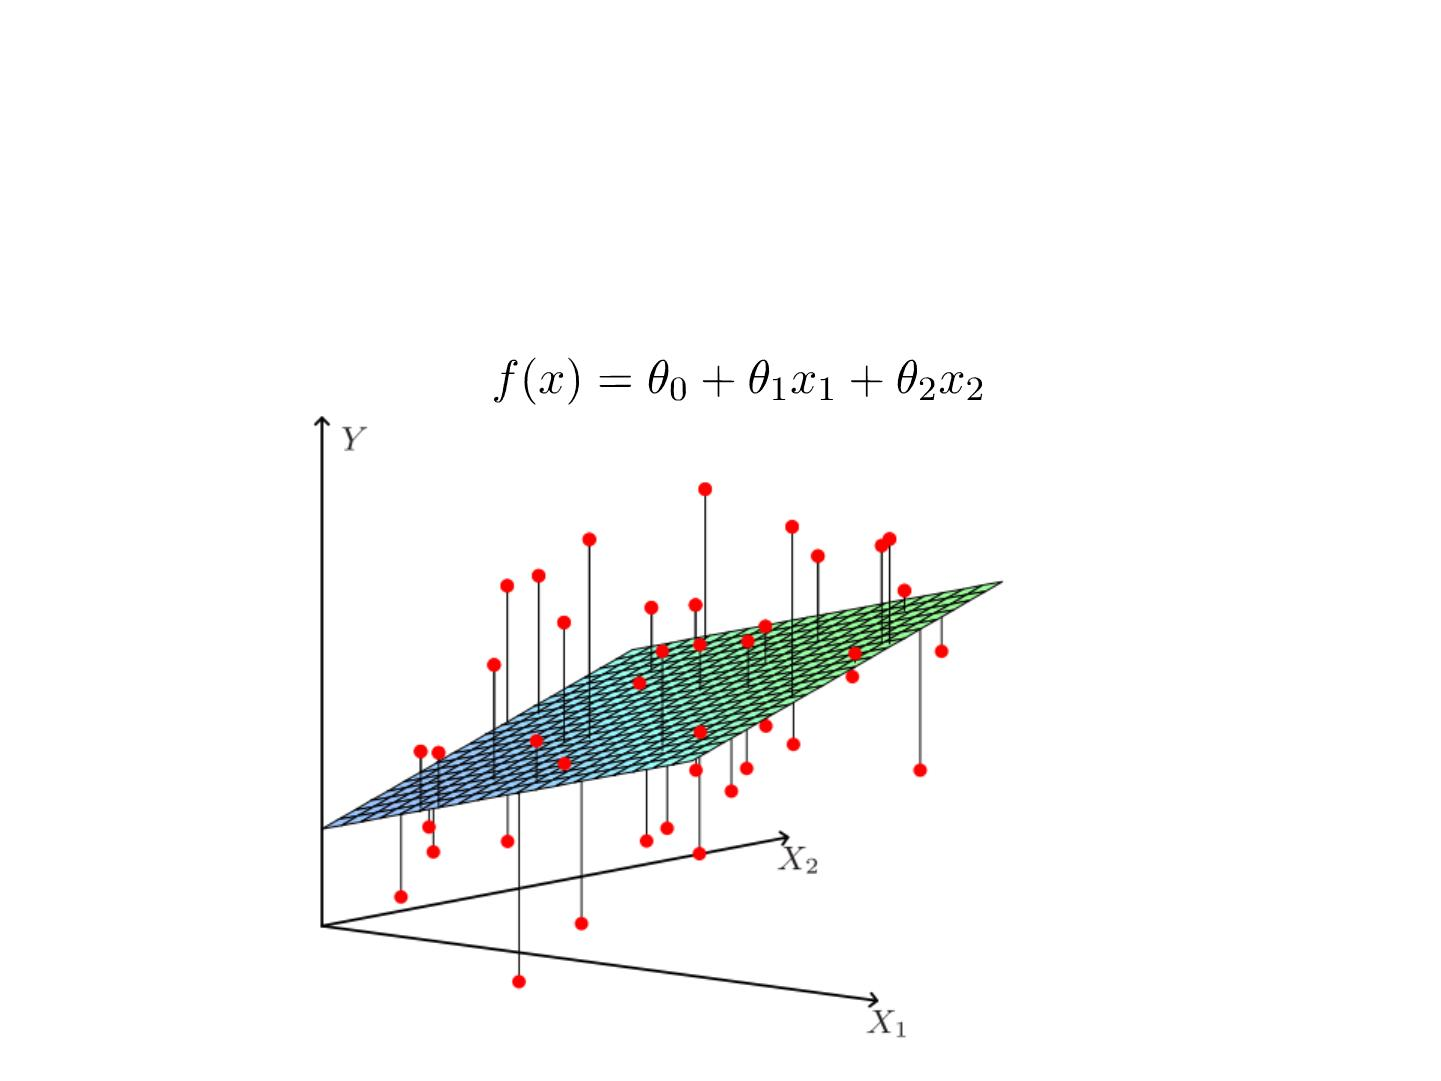 f(x) = θ₀ + θ₁x₁ + θ₂x₂
Y
X₂
X₁